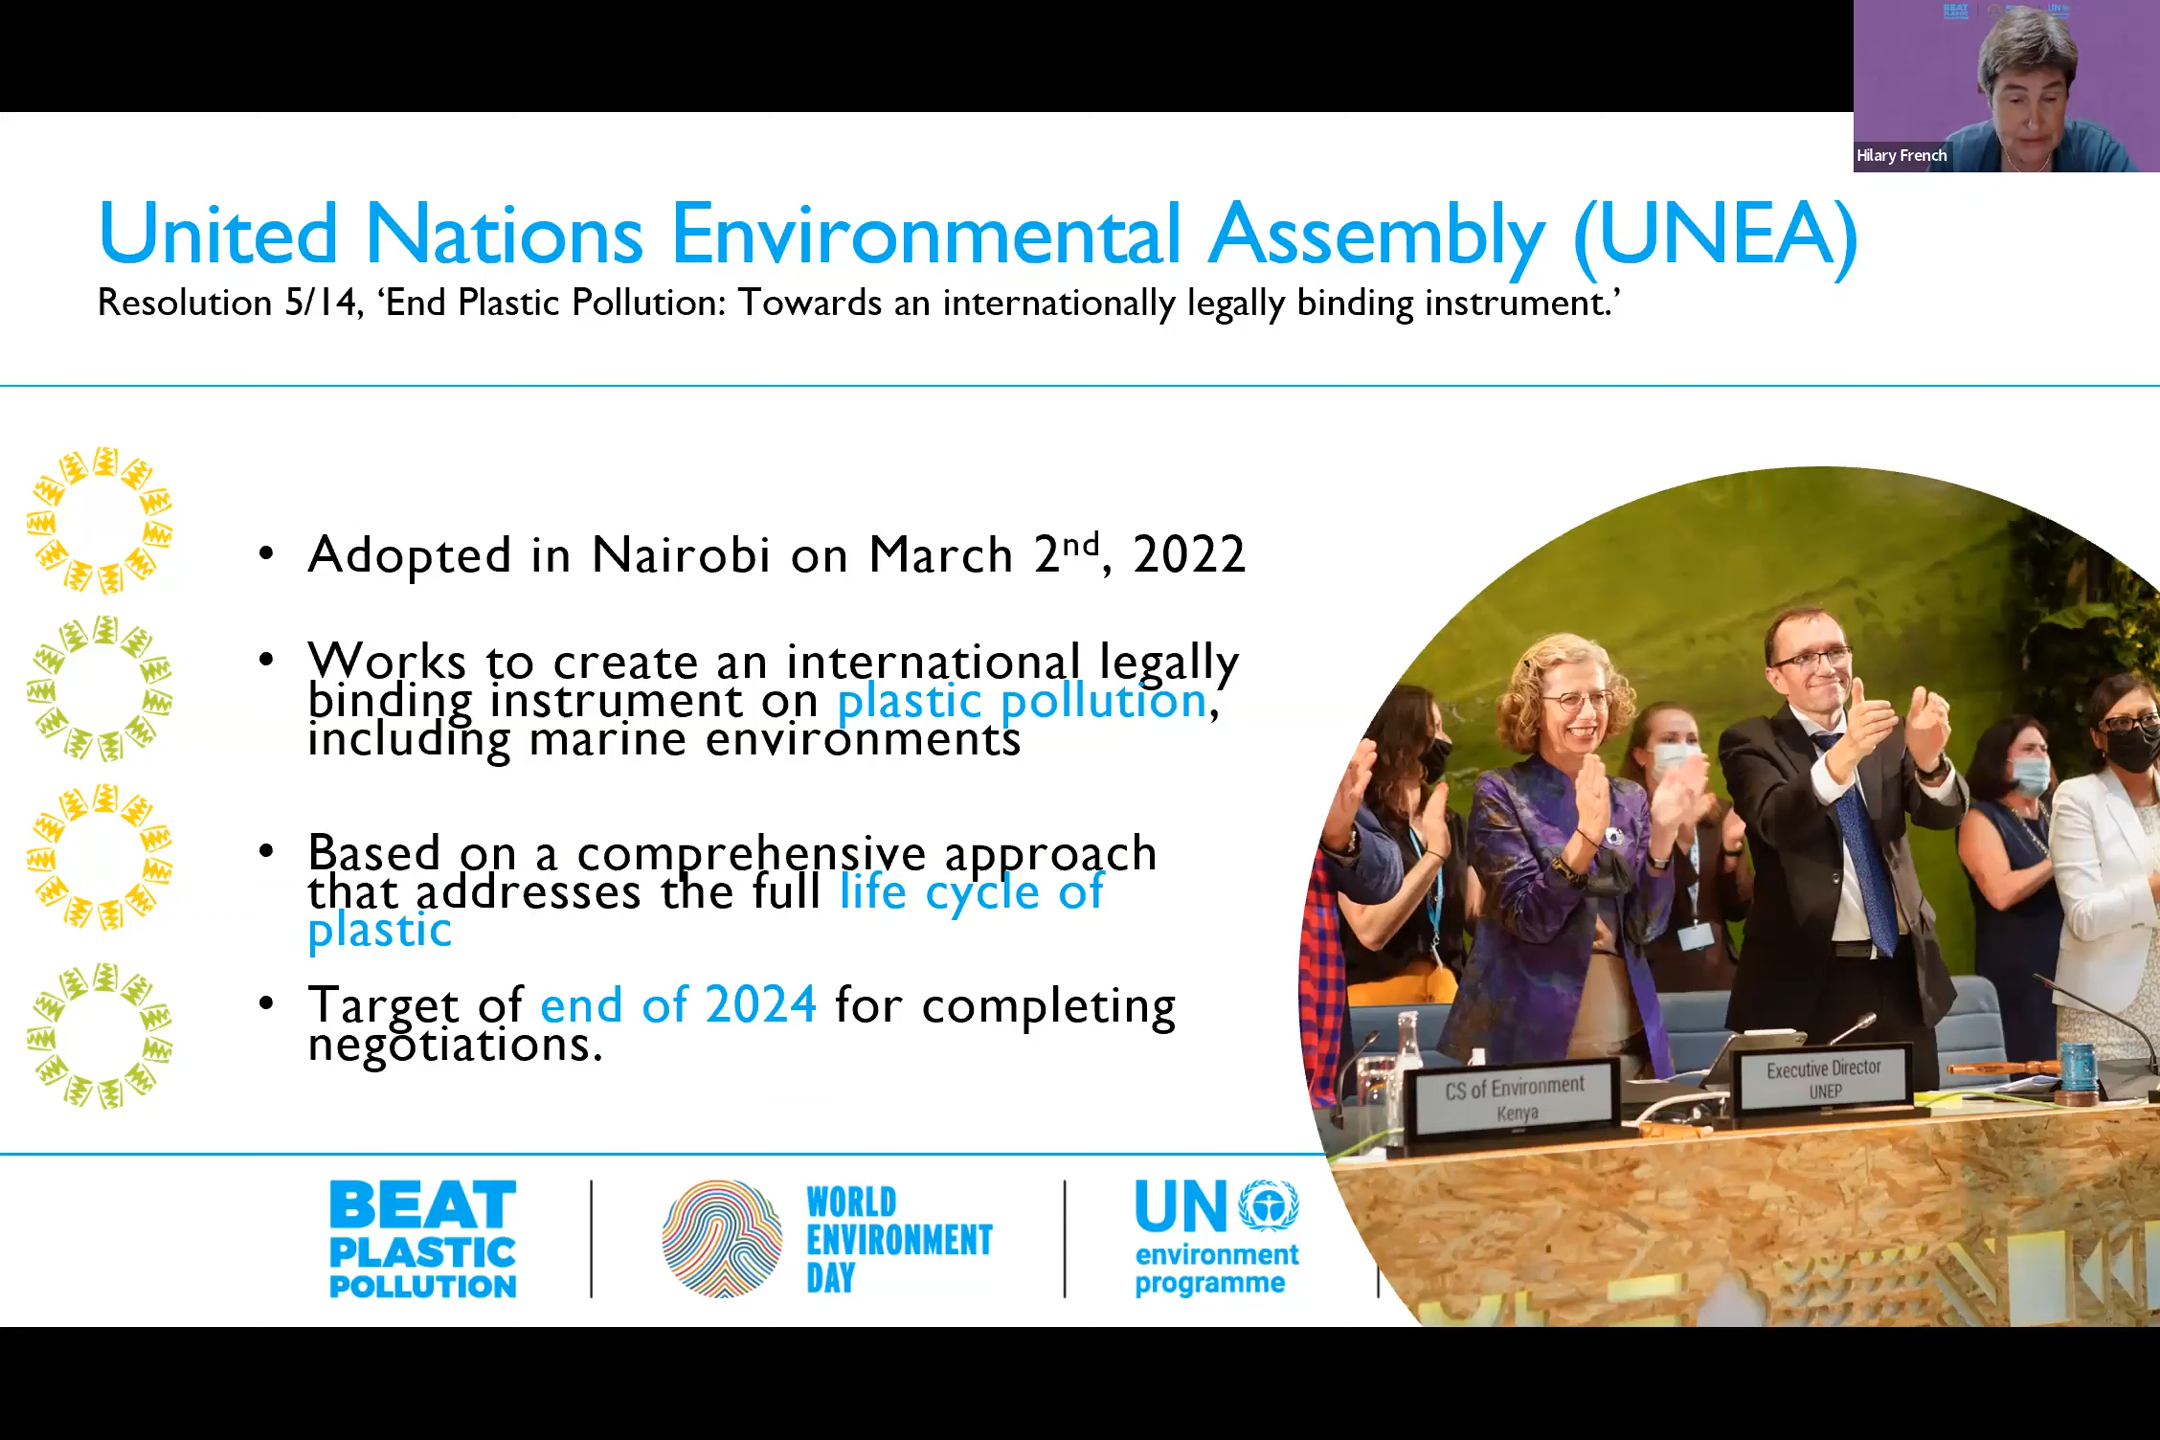 Hilary French
United Nations Environmental Assembly (UNEA)
Resolution 5/14, ‘End Plastic Pollution: Towards an internationally legally binding instrument.’
• Adopted in Nairobi on March 2nd, 2022
• Works to create an international legally
binding instrument on plastic pollution,
including marine environments
• Based on a comprehensive approach
that addresses the full life cycle of
plastic
• Target of end of 2024 for completing
negotiations.
CS of Environment
Kenya
Executive Director
UNEP
BEAT
PLASTIC
POLLUTION
WORLD
ENVIRONMENT
DAY
UN
environment
programme